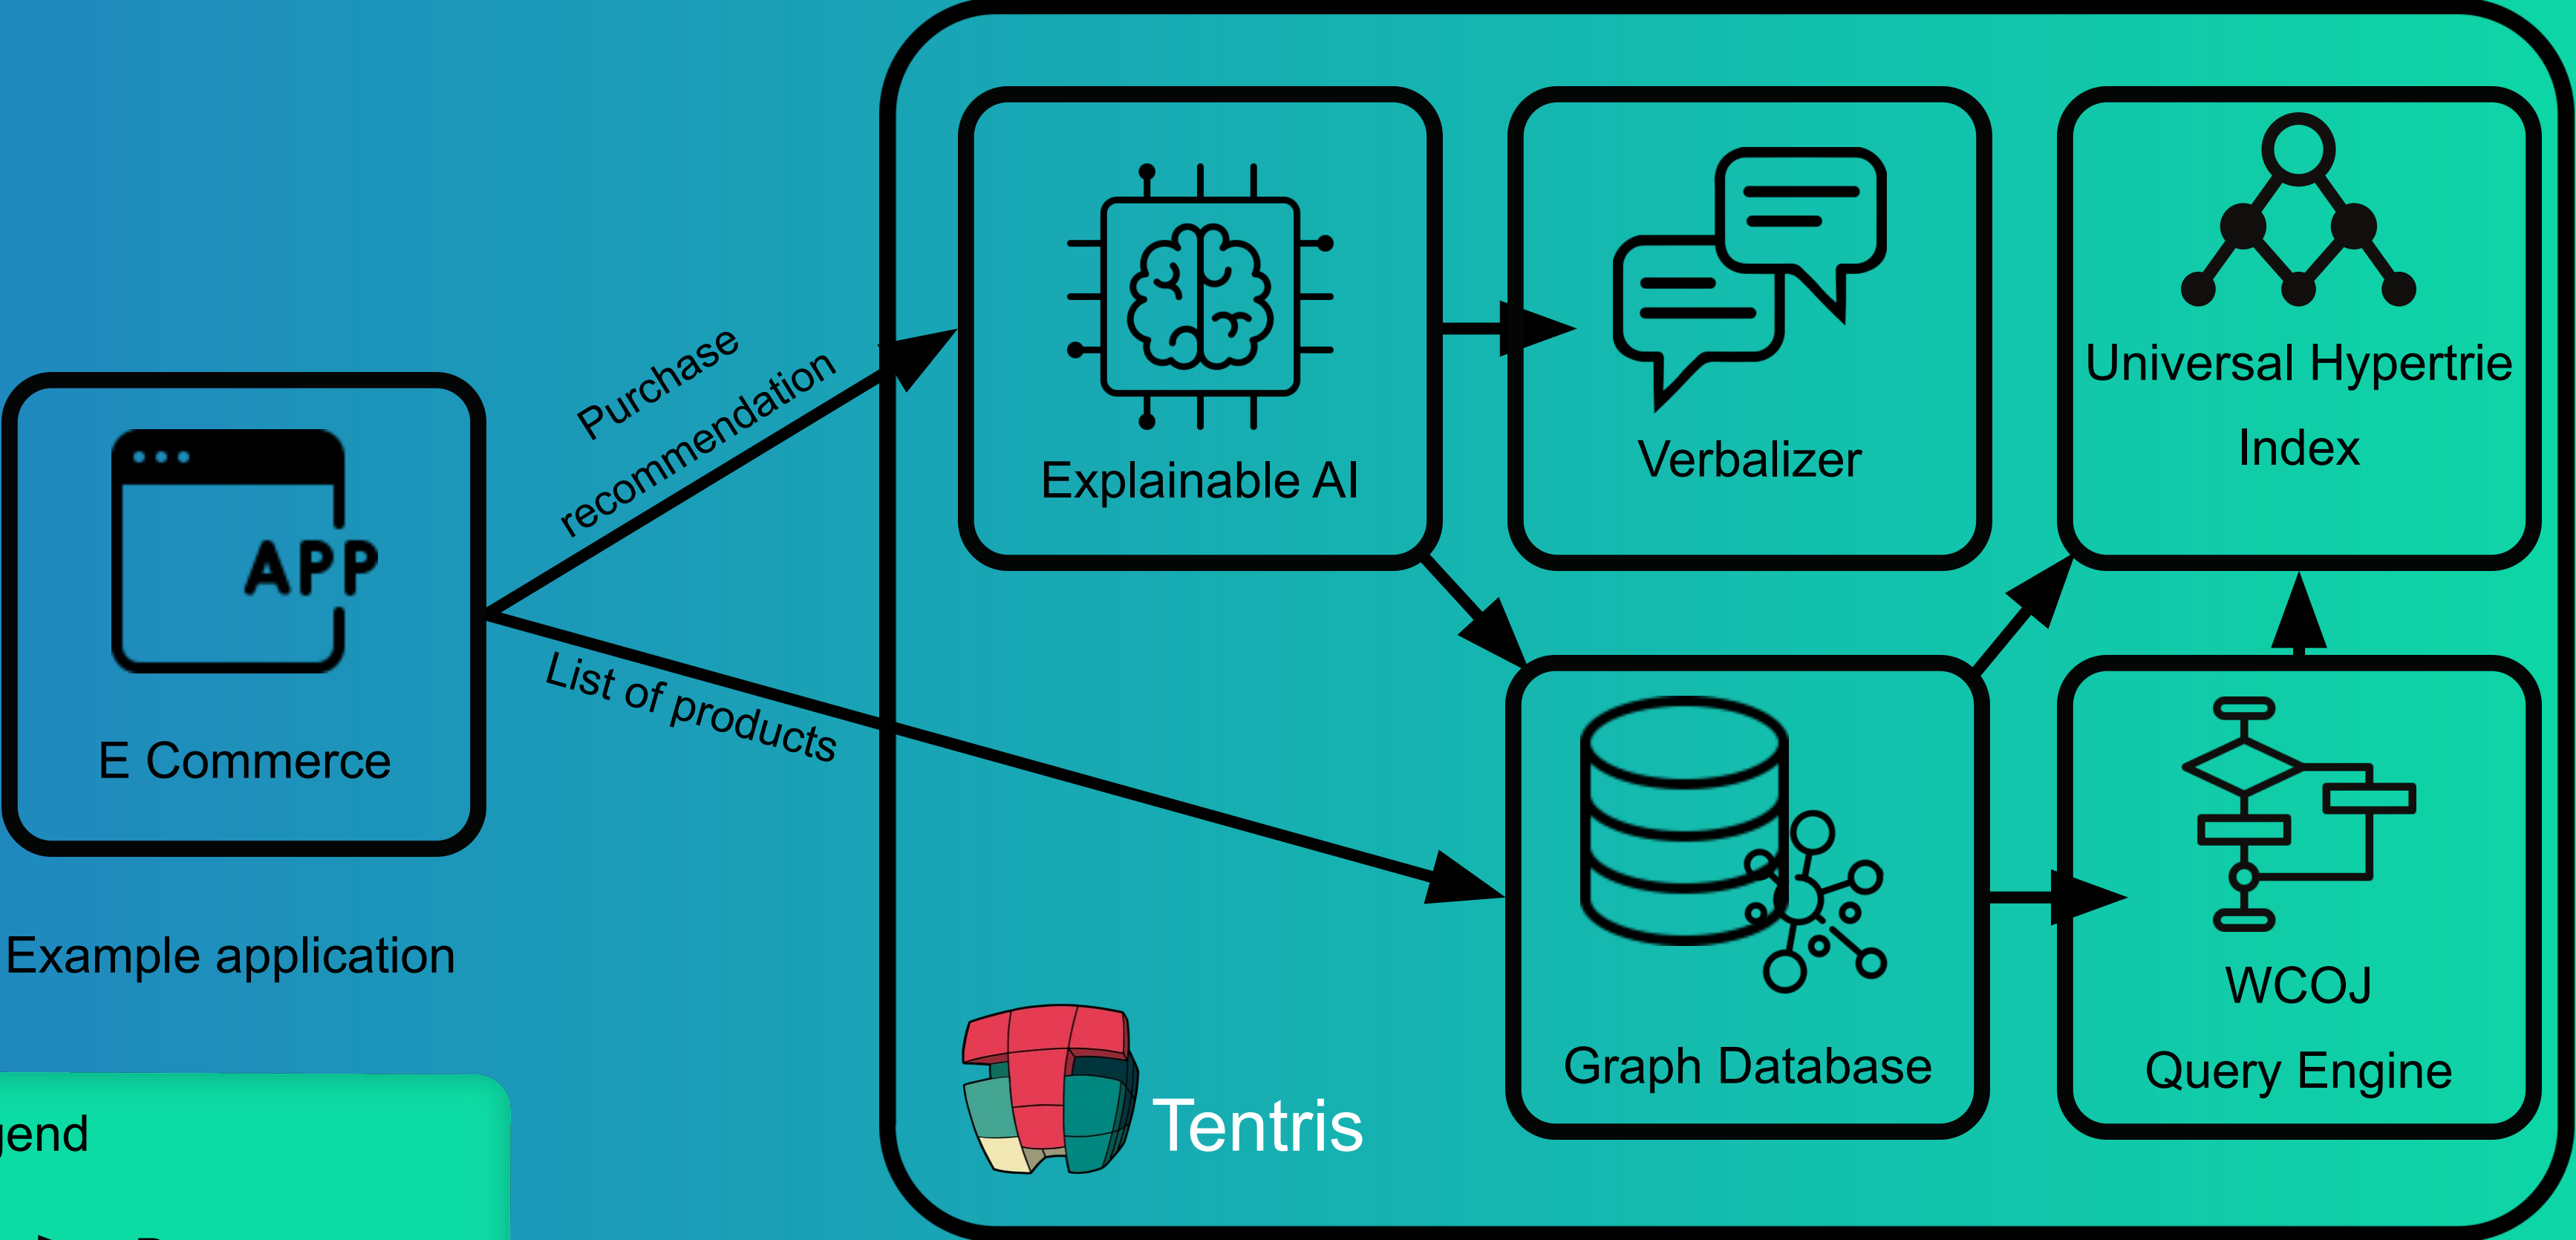 Purchase
recommendation
List of products
APP
E Commerce
Example application
Explainable AI
Verbalizer
Universal Hypertrie
Index
Graph Database
WCOJ
Query Engine
Tentris
gend